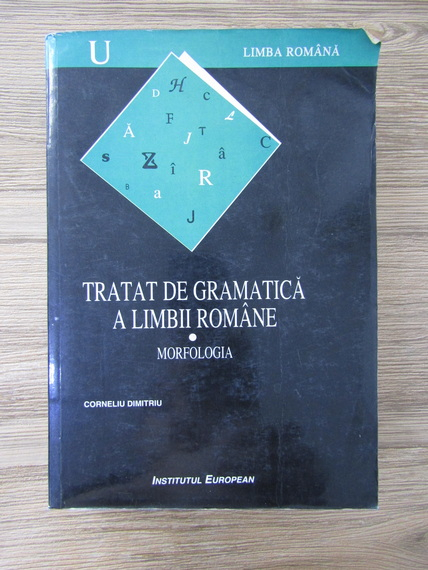 U
LIMBA ROMÂNĂ
D H C
Ă F J T L
s Z î â C
B a R
J
TRATAT DE GRAMATICĂ
A LIMBII ROMÂNE
•
MORFOLOGIA
CORNELIU DIMITRIU
INSTITUTUL EUROPEAN